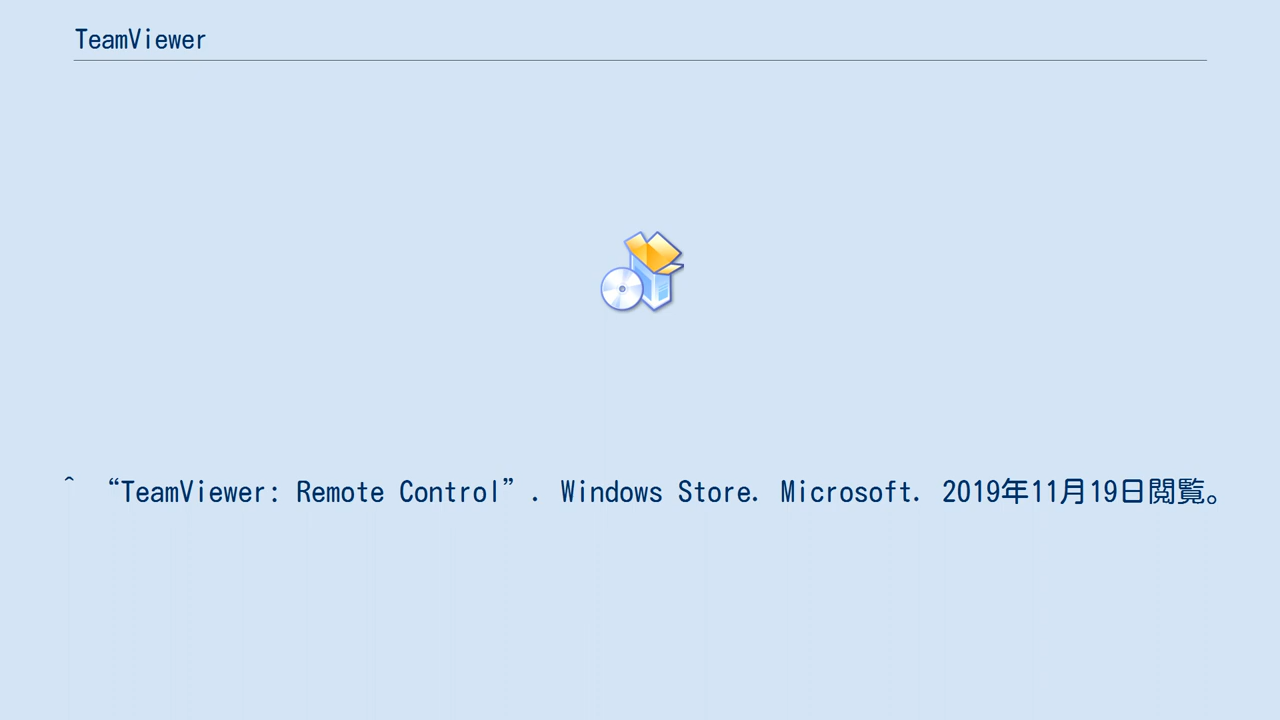 TeamViewer
^ “TeamViewer: Remote Control”. Windows Store. Microsoft. 2019年11月19日閲覧。